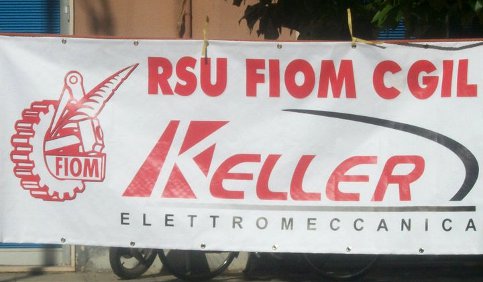 RSU FIOM CGIL
FIOM
KELLER
ELETTROMECCANICA